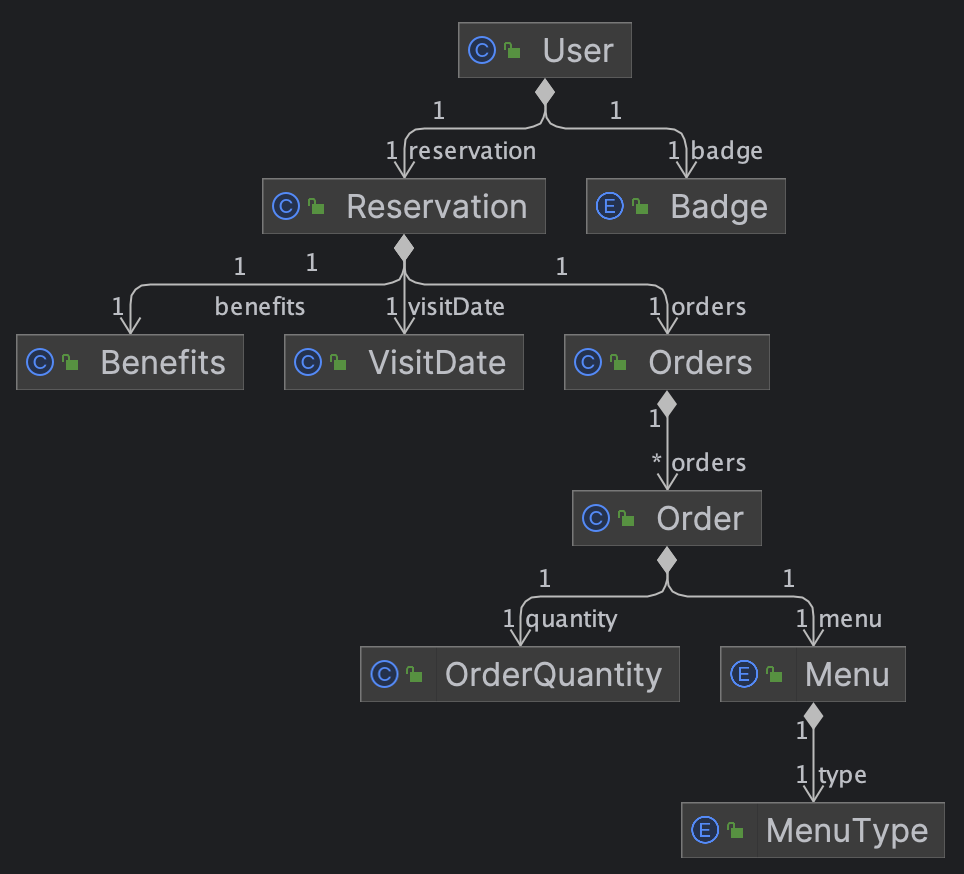 C User
1 1
1 reservation 1 badge
C Reservation E Badge
1 1 1
1 benefits 1 visitDate 1 orders
C Benefits C VisitDate C Orders
1
* orders
C Order
1 1
1 quantity 1 menu
C OrderQuantity E Menu
1
1 type
E MenuType